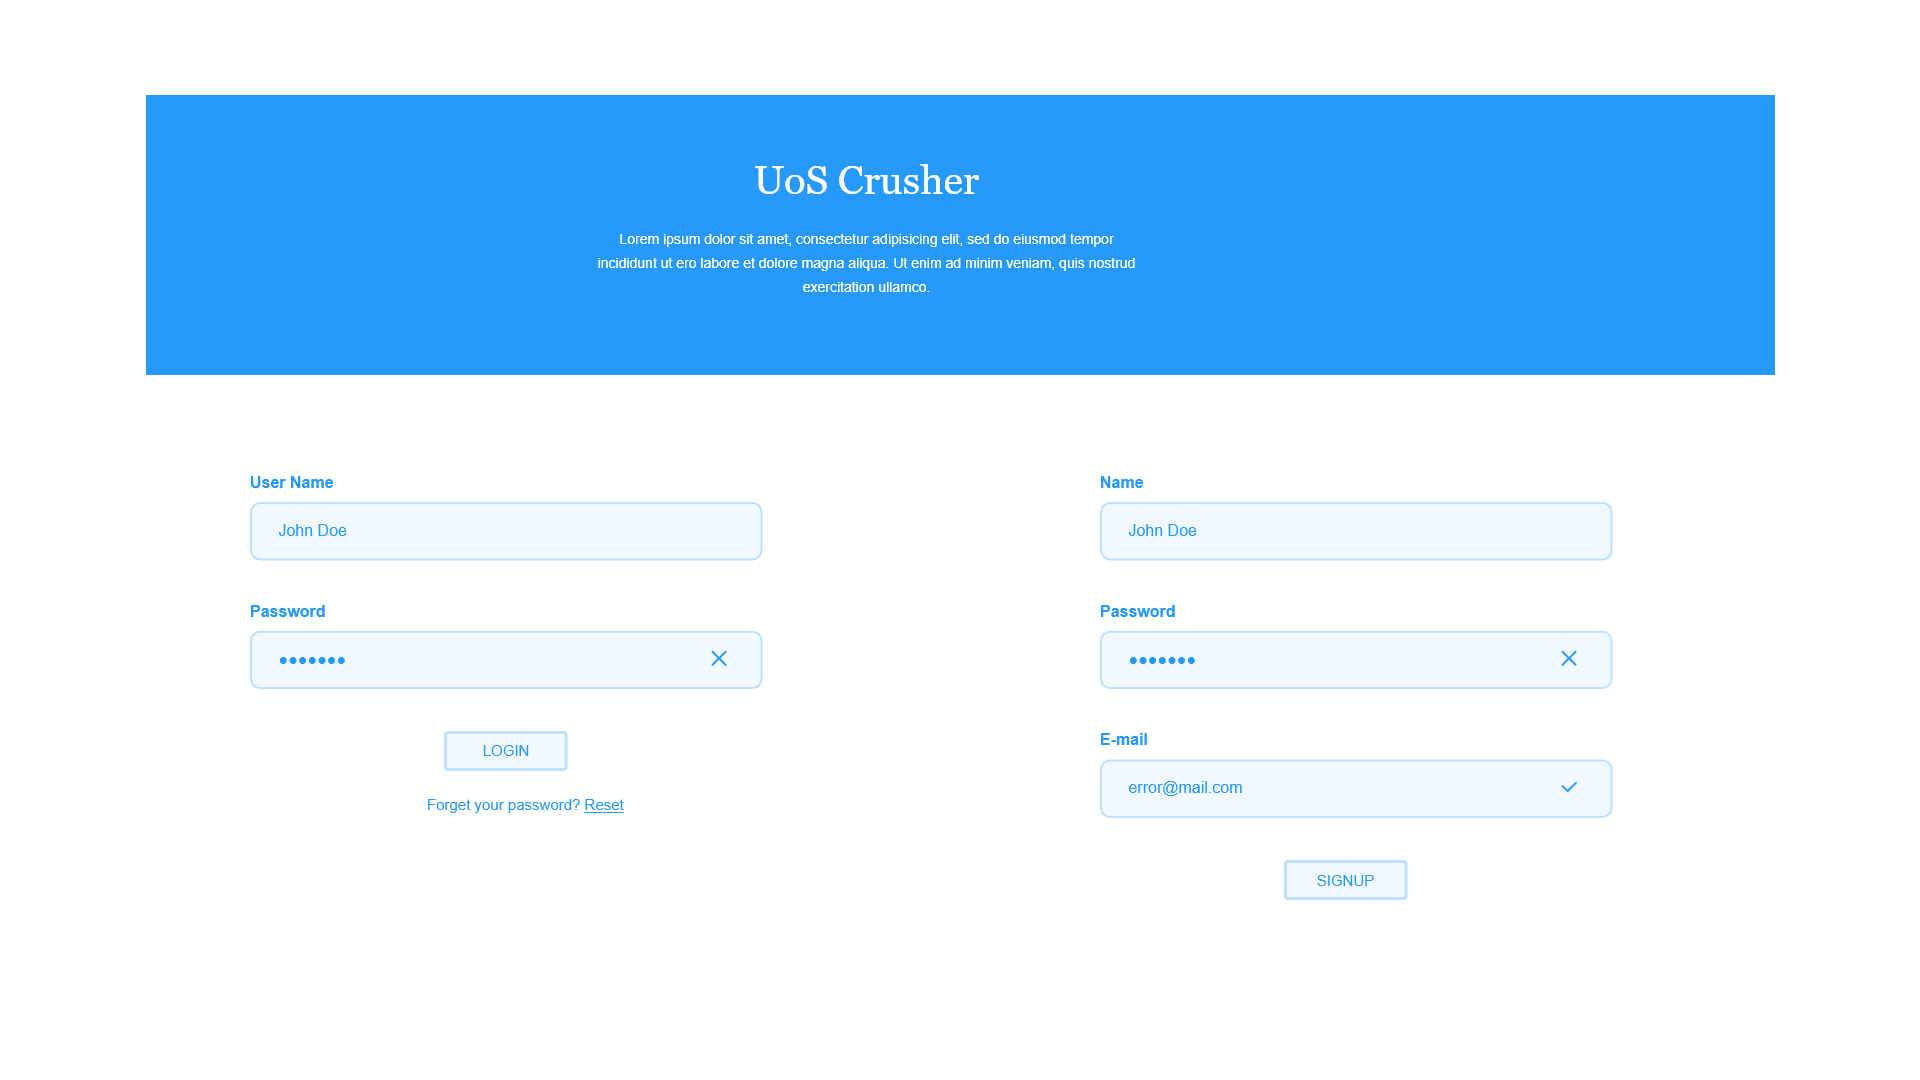 UoS Crusher
Lorem ipsum dolor sit amet, consectetur adipisicing elit, sed do eiusmod tempor
incididunt ut ero labore et dolore magna aliqua. Ut enim ad minim veniam, quis nostrud
exercitation ullamco.
User Name
John Doe
Password
•••••••
LOGIN
Forget your password? Reset
Name
John Doe
Password
•••••••
E-mail
error@mail.com
SIGNUP